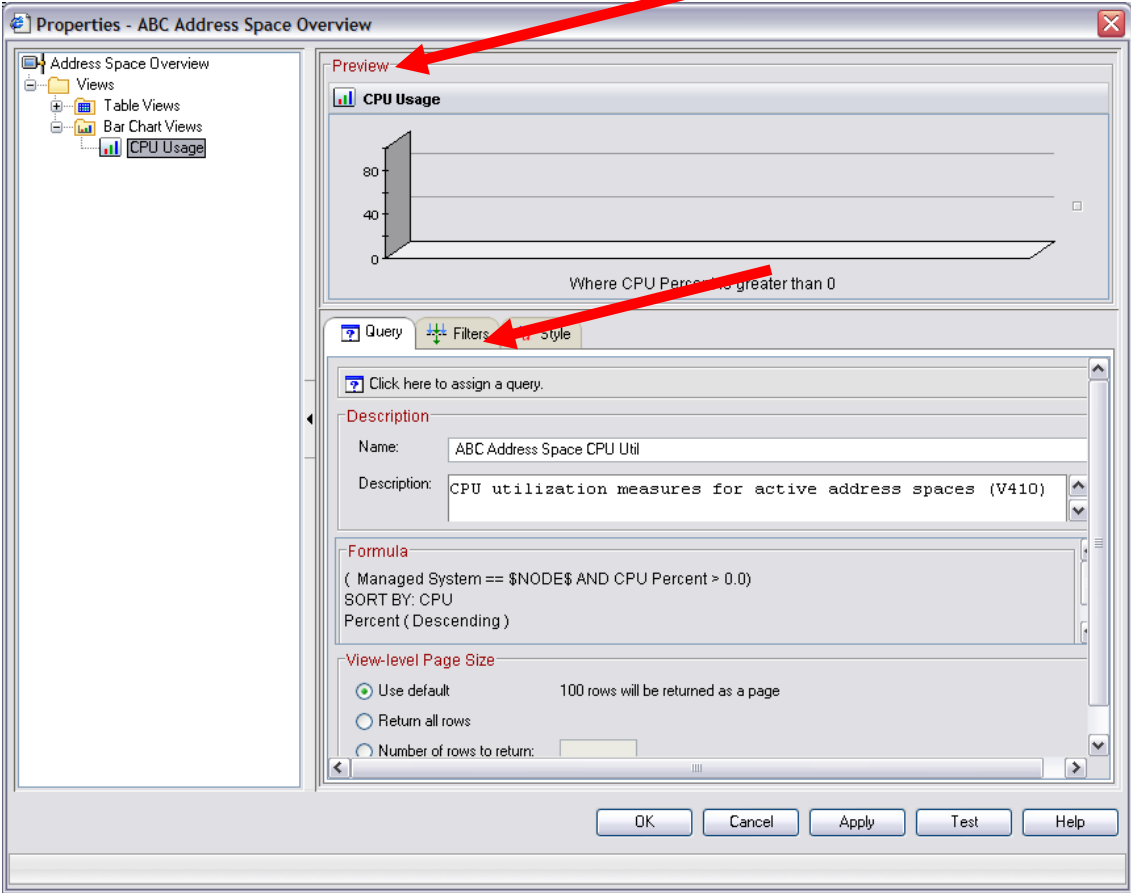 Properties - ABC Address Space Overview
Address Space Overview
Views
Table Views
Bar Chart Views
CPU Usage
Preview
CPU Usage
80
40
0
Where CPU Percent is greater than 0
Query
Filters
Style
Click here to assign a query.
Description
Name: ABC Address Space CPU Util
Description: CPU utilization measures for active address spaces (V410)
Formula
( Managed System == $NODE$ AND CPU Percent > 0.0)
SORT BY: CPU
Percent ( Descending )
View-level Page Size
Use default 100 rows will be returned as a page
Return all rows
Number of rows to return:
OK Cancel Apply Test Help